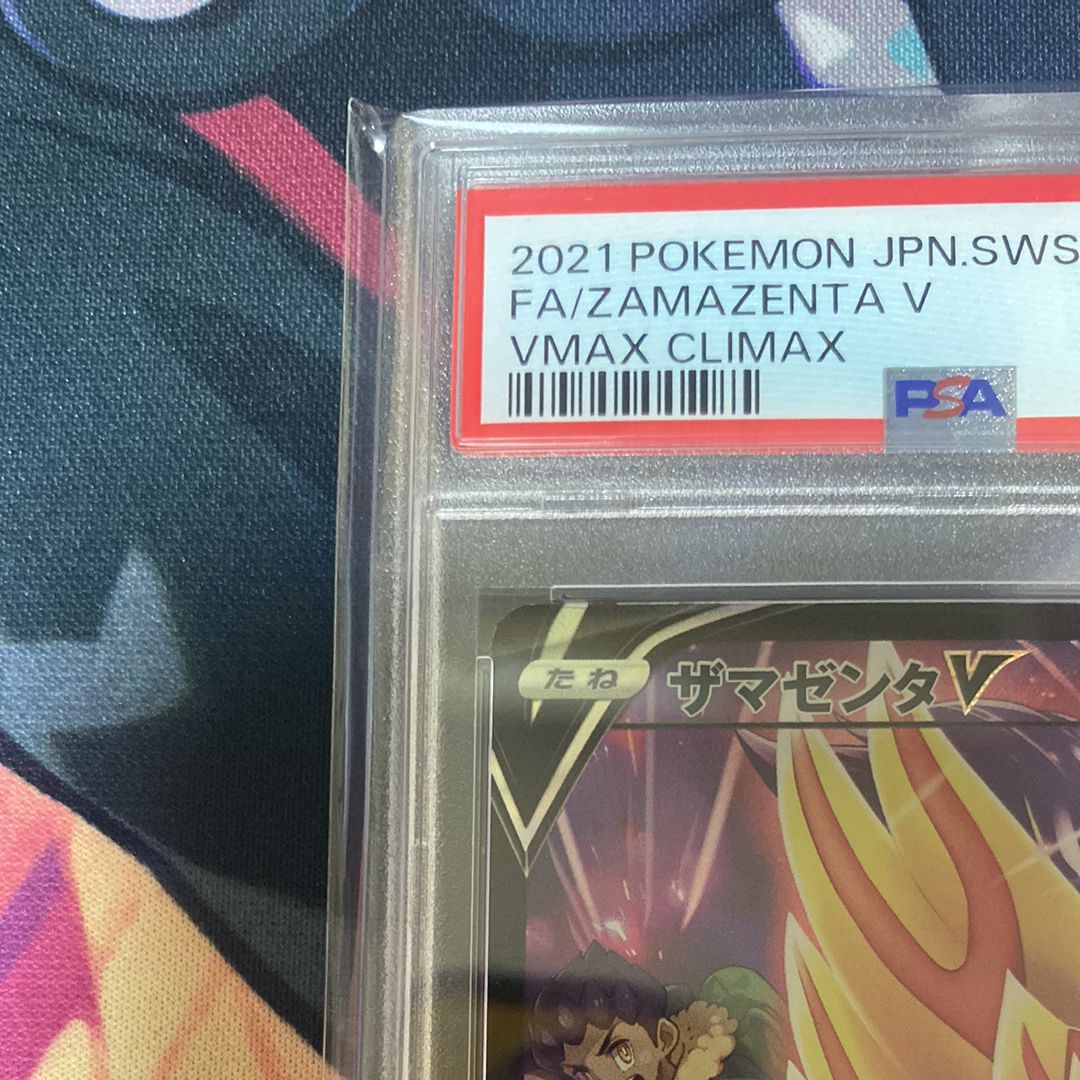 2021 POKEMON JPN.SWS
FA/ZAMAZENTA V
VMAX CLIMAX
PSA
たね ザマゼンタV